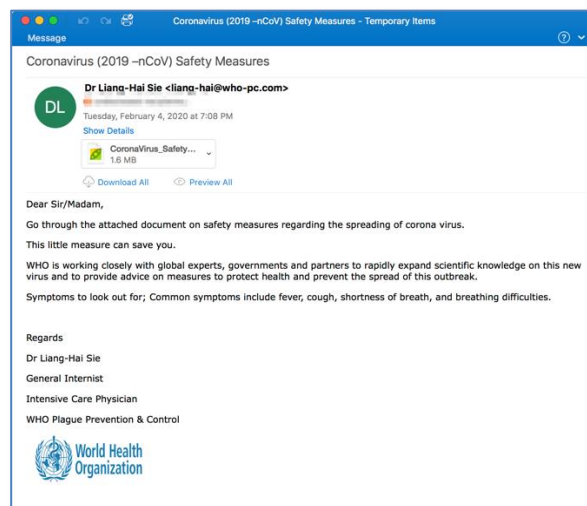 Coronavirus (2019 –nCoV) Safety Measures - Temporary Items
Message
Coronavirus (2019 –nCoV) Safety Measures
DL
Dr Liang-Hai Sie <liang-hai@who-pc.com>
Tuesday, February 4, 2020 at 7:08 PM
Show Details
CoronaVirus_Safety...
1.6 MB
Download All Preview All
Dear Sir/Madam,
Go through the attached document on safety measures regarding the spreading of corona virus.
This little measure can save you.
WHO is working closely with global experts, governments and partners to rapidly expand scientific knowledge on this new
virus and to provide advice on measures to protect health and prevent the spread of this outbreak.
Symptoms to look out for; Common symptoms include fever, cough, shortness of breath, and breathing difficulties.
Regards
Dr Liang-Hai Sie
General Internist
Intensive Care Physician
WHO Plague Prevention & Control
World Health
Organization